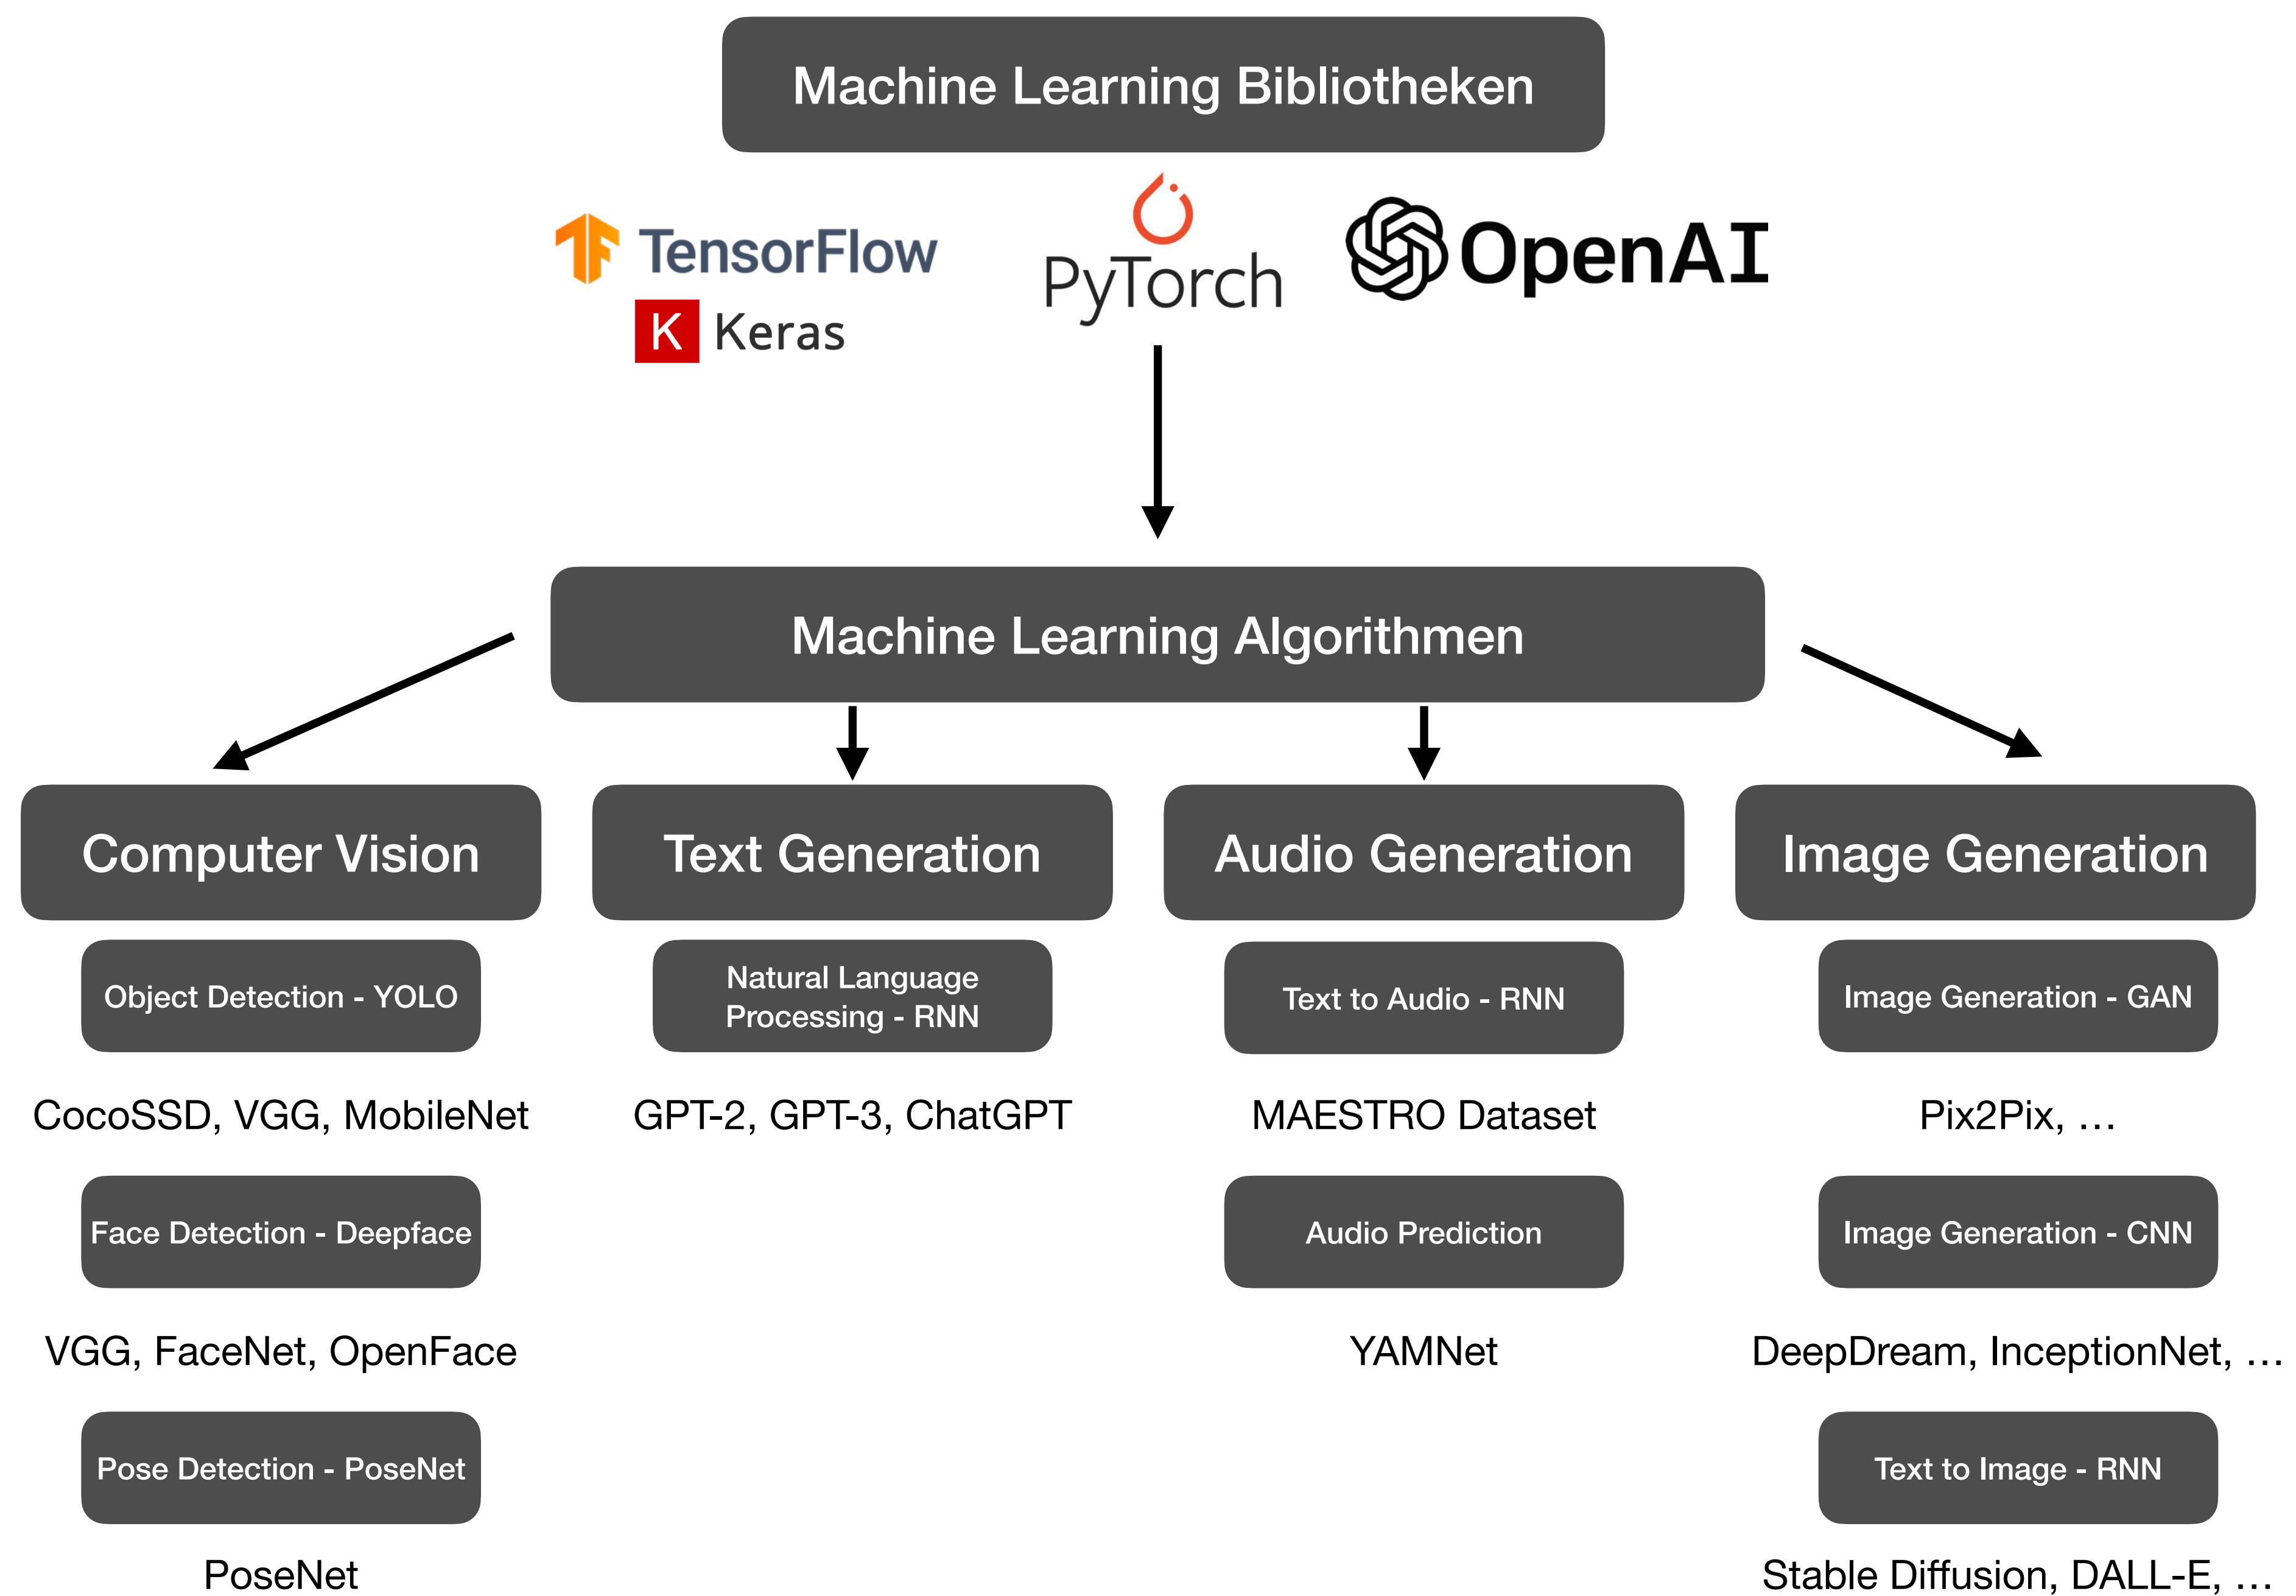 Machine Learning Bibliotheken
TensorFlow
K Keras
PyTorch
OpenAI
Machine Learning Algorithmen
Computer Vision
Object Detection - YOLO
CocoSSD, VGG, MobileNet
Face Detection - Deepface
VGG, FaceNet, OpenFace
Pose Detection - PoseNet
PoseNet
Text Generation
Natural Language
Processing - RNN
GPT-2, GPT-3, ChatGPT
Audio Generation
Text to Audio - RNN
MAESTRO Dataset
Audio Prediction
YAMNet
Image Generation
Image Generation - GAN
Pix2Pix, …
Image Generation - CNN
DeepDream, InceptionNet, …
Text to Image - RNN
Stable Diffusion, DALL-E, …